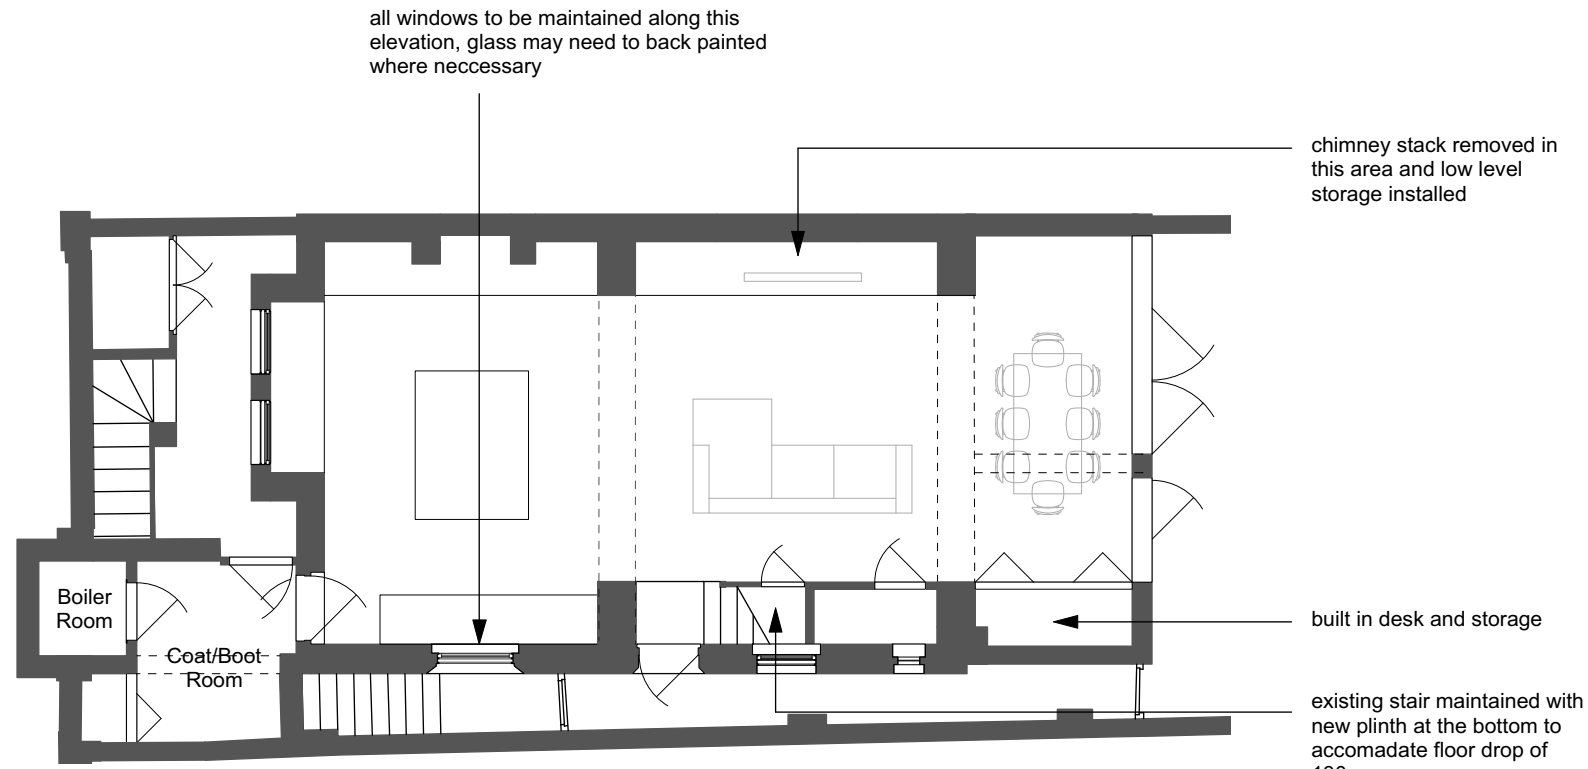 all windows to be maintained along this
elevation, glass may need to back painted
where neccessary
chimney stack removed in
this area and low level
storage installed
Boiler
Room
Coat/Boot
Room
built in desk and storage
existing stair maintained with
new plinth at the bottom to
accomadate floor drop of